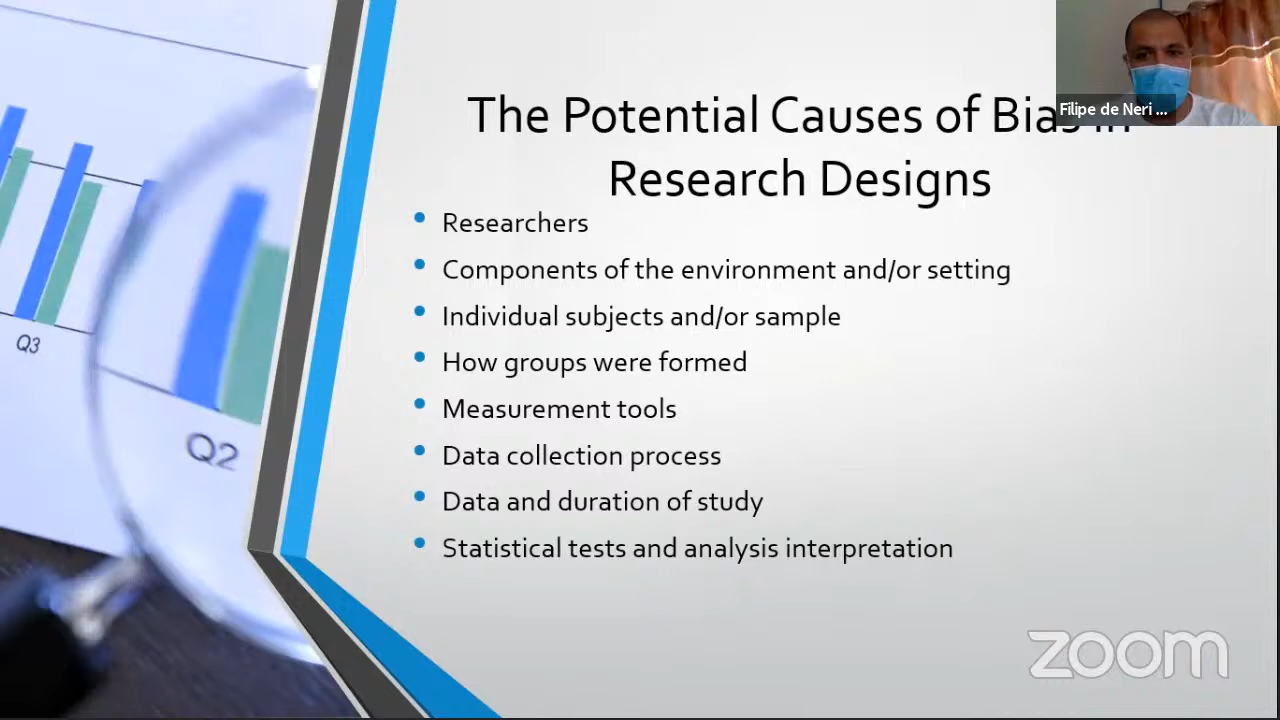 Filipe de Neri ...
The Potential Causes of Bias in
Research Designs
Researchers
Components of the environment and/or setting
Individual subjects and/or sample
How groups were formed
Measurement tools
Data collection process
Data and duration of study
Statistical tests and analysis interpretation
Q3
Q2
zoom